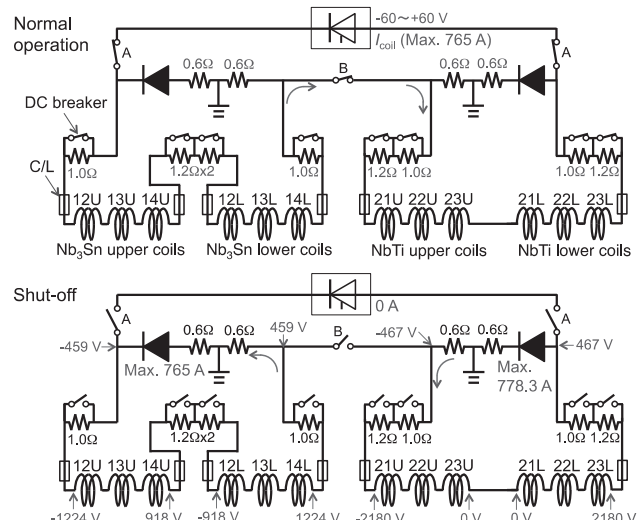 Normal operation
-60～+60 V
I_coil (Max. 765 A)
A
A
0.6Ω 0.6Ω
B
0.6Ω 0.6Ω
DC breaker
C/L
1.0Ω
1.2Ωx2
1.0Ω
1.2Ω 1.0Ω
1.0Ω 1.2Ω
12U 13U 14U
12L 13L 14L
21U 22U 23U
21L 22L 23L
Nb₃Sn upper coils
Nb₃Sn lower coils
NbTi upper coils
NbTi lower coils
Shut-off
0 A
A
A
-459 V
0.6Ω 0.6Ω
459 V
B
-467 V
0.6Ω 0.6Ω
467 V
Max. 765 A
Max. 778.3 A
1.0Ω
1.2Ωx2
1.0Ω
1.2Ω 1.0Ω
1.0Ω 1.2Ω
12U 13U 14U
12L 13L 14L
21U 22U 23U
21L 22L 23L
-1224 V
918 V
-918 V
1224 V
-2180 V
0 V
0 V
2180 V